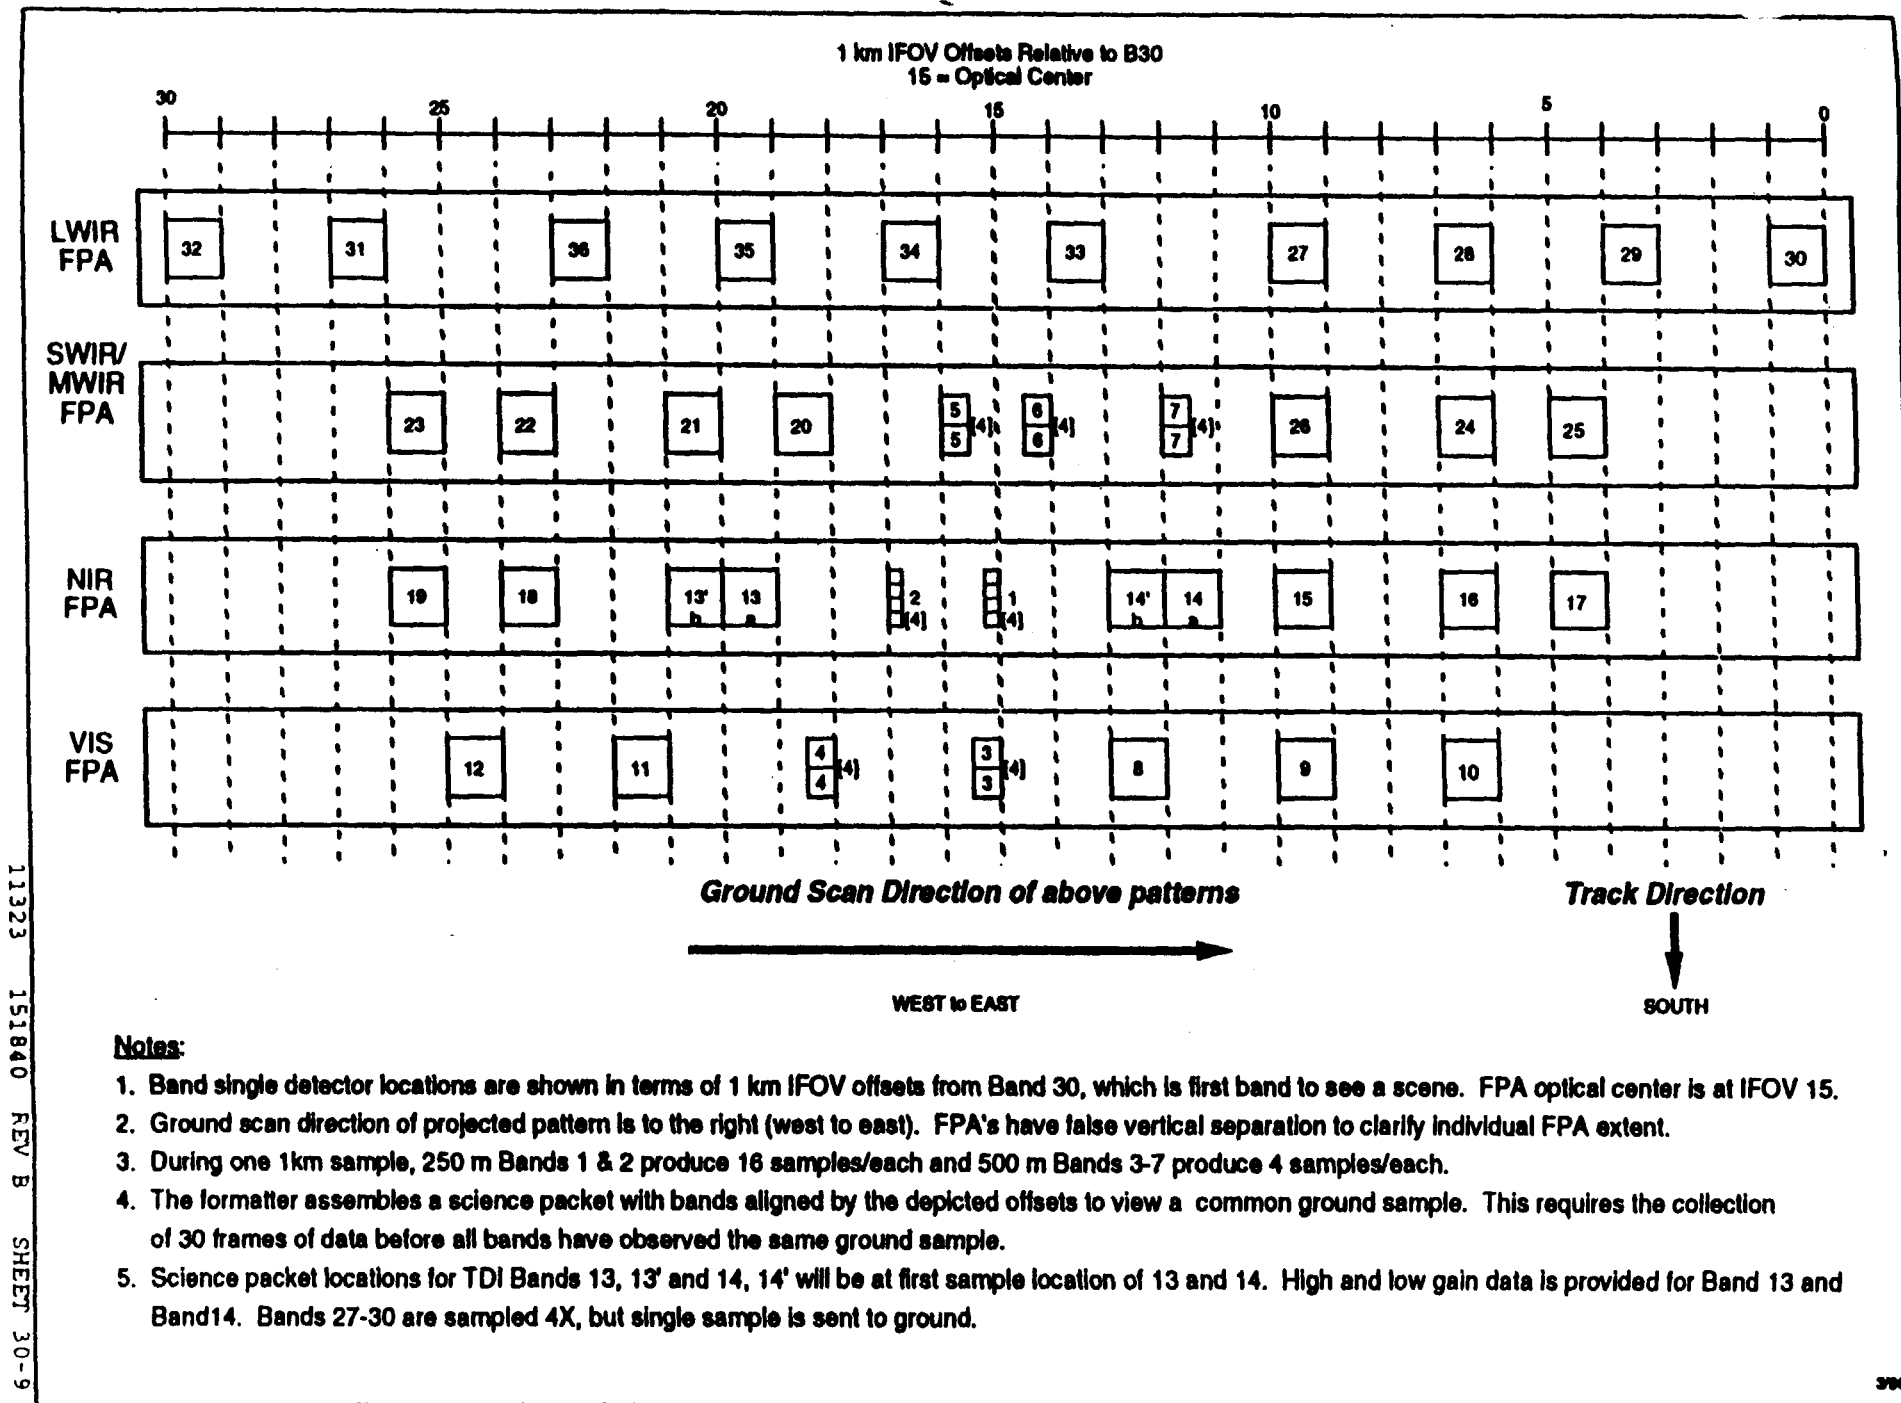 1 km IFOV Offsets Relative to B30
15 = Optical Center
30 25 20 15 10 5 0
LWIR
FPA
32 31 36 35 34 33 27 28 29 30
SWIR/
MWIR
FPA
23 22 21 20 5 5 [4] 6 6 [4] 7 7 [4] 26 24 25
NIR
FPA
19 18 13' b 13 a 2 [4] 1 [4] 14' b 14 a 15 16 17
VIS
FPA
12 11 4 4 [4] 3 3 [4] 8 9 10
Ground Scan Direction of above patterns
Track Direction
WEST to EAST
SOUTH
Notes:
1. Band single detector locations are shown in terms of 1 km IFOV offsets from Band 30, which is first band to see a scene. FPA optical center is at IFOV 15.
2. Ground scan direction of projected pattern is to the right (west to east). FPA's have false vertical separation to clarify individual FPA extent.
3. During one 1km sample, 250 m Bands 1 & 2 produce 16 samples/each and 500 m Bands 3-7 produce 4 samples/each.
4. The formatter assembles a science packet with bands aligned by the depicted offsets to view a common ground sample. This requires the collection
of 30 frames of data before all bands have observed the same ground sample.
5. Science packet locations for TDI Bands 13, 13' and 14, 14' will be at first sample location of 13 and 14. High and low gain data is provided for Band 13 and
Band14. Bands 27-30 are sampled 4X, but single sample is sent to ground.
11323 151840 REV B SHEET 30-9